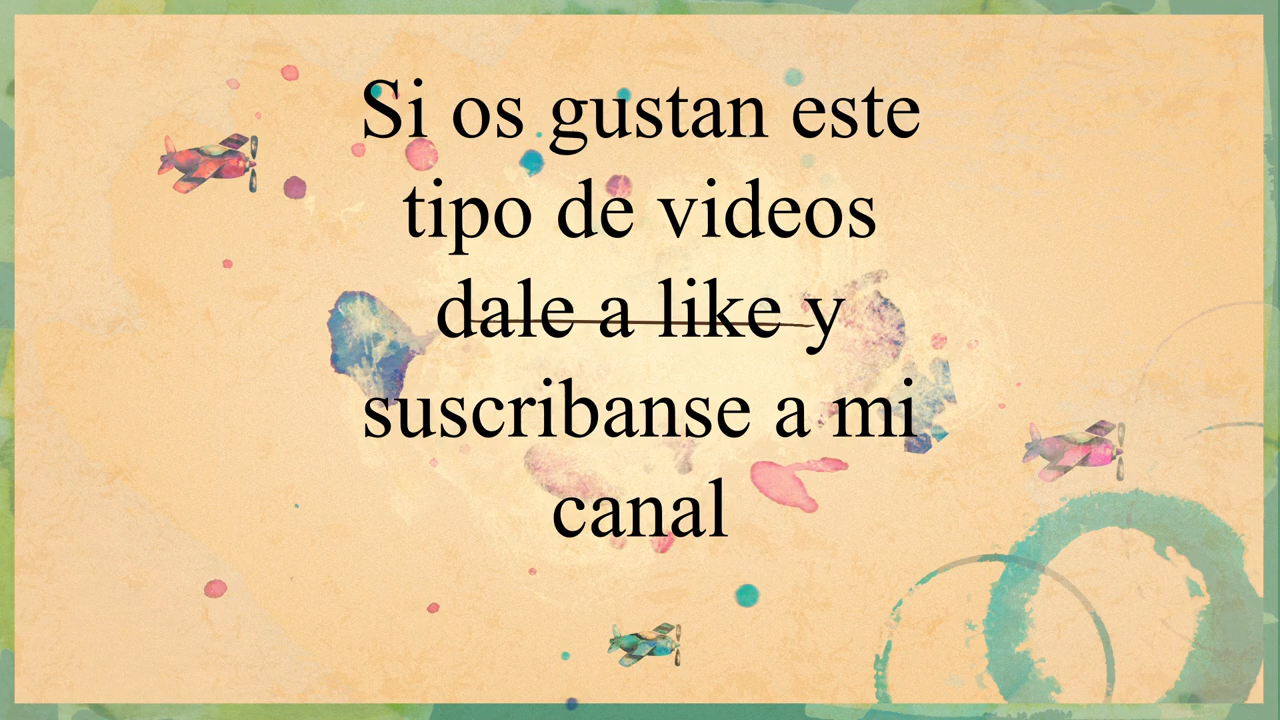 Si os gustan este
tipo de videos
dale a like y
suscribanse a mi
canal